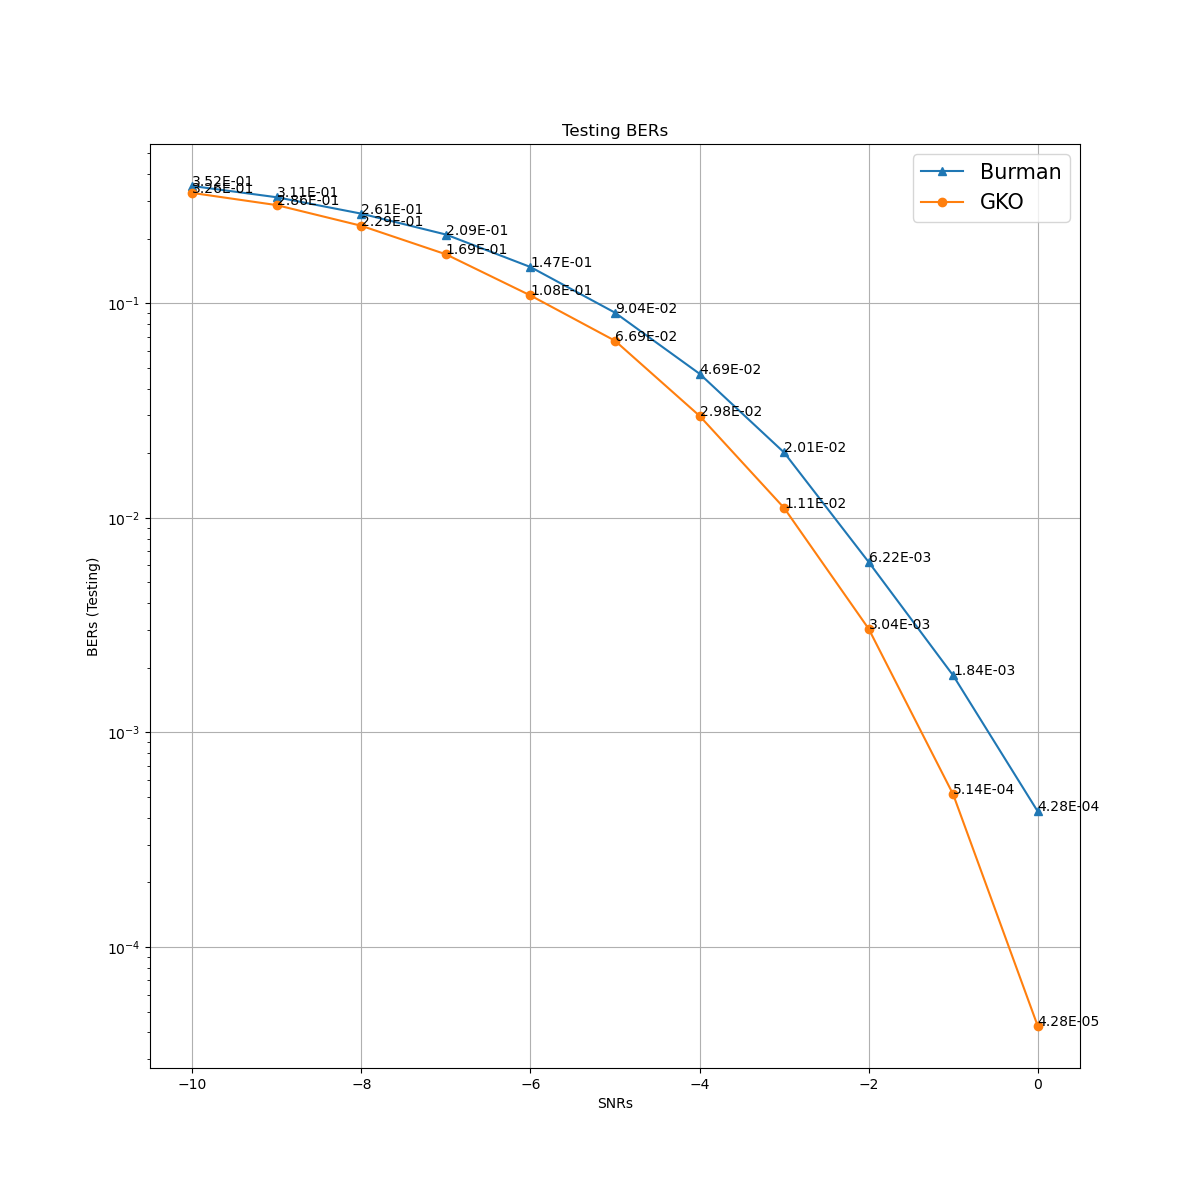 Testing BERs
Burman
GKO
3.52E-01
3.26E-01
3.11E-01
2.86E-01
2.61E-01
2.29E-01
2.09E-01
1.69E-01
1.47E-01
1.08E-01
9.04E-02
6.69E-02
4.69E-02
2.98E-02
2.01E-02
1.11E-02
6.22E-03
3.04E-03
1.84E-03
5.14E-04
4.28E-04
4.28E-05
10⁻¹
10⁻²
10⁻³
10⁻⁴
BERs (Testing)
−10 −8 −6 −4 −2 0
SNRs